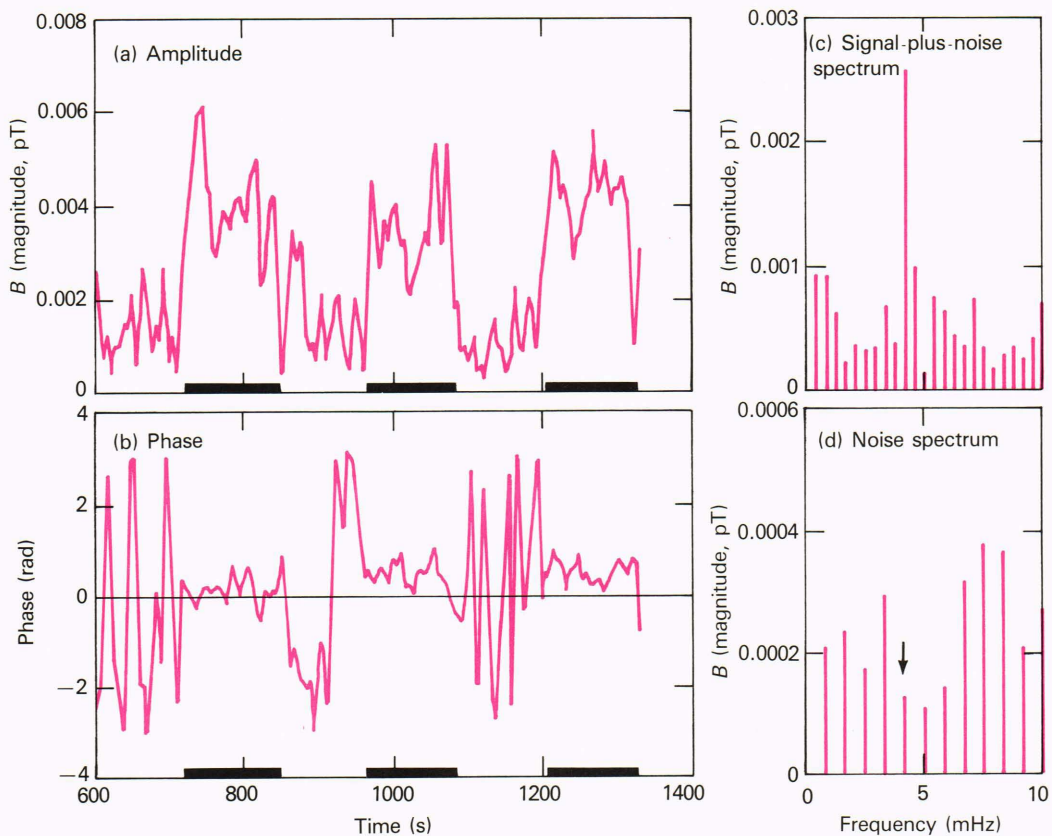 0.008
(a) Amplitude
0.006
0.004
0.002
0
B (magnitude, pT)
4
(b) Phase
2
0
−2
−4
Phase (rad)
600
800
1000
1200
1400
Time (s)
0.003
(c) Signal-plus-noise
spectrum
0.002
0.001
0
B (magnitude, pT)
0.0006
(d) Noise spectrum
0.0004
0.0002
0
B (magnitude, pT)
0
5
10
Frequency (mHz)